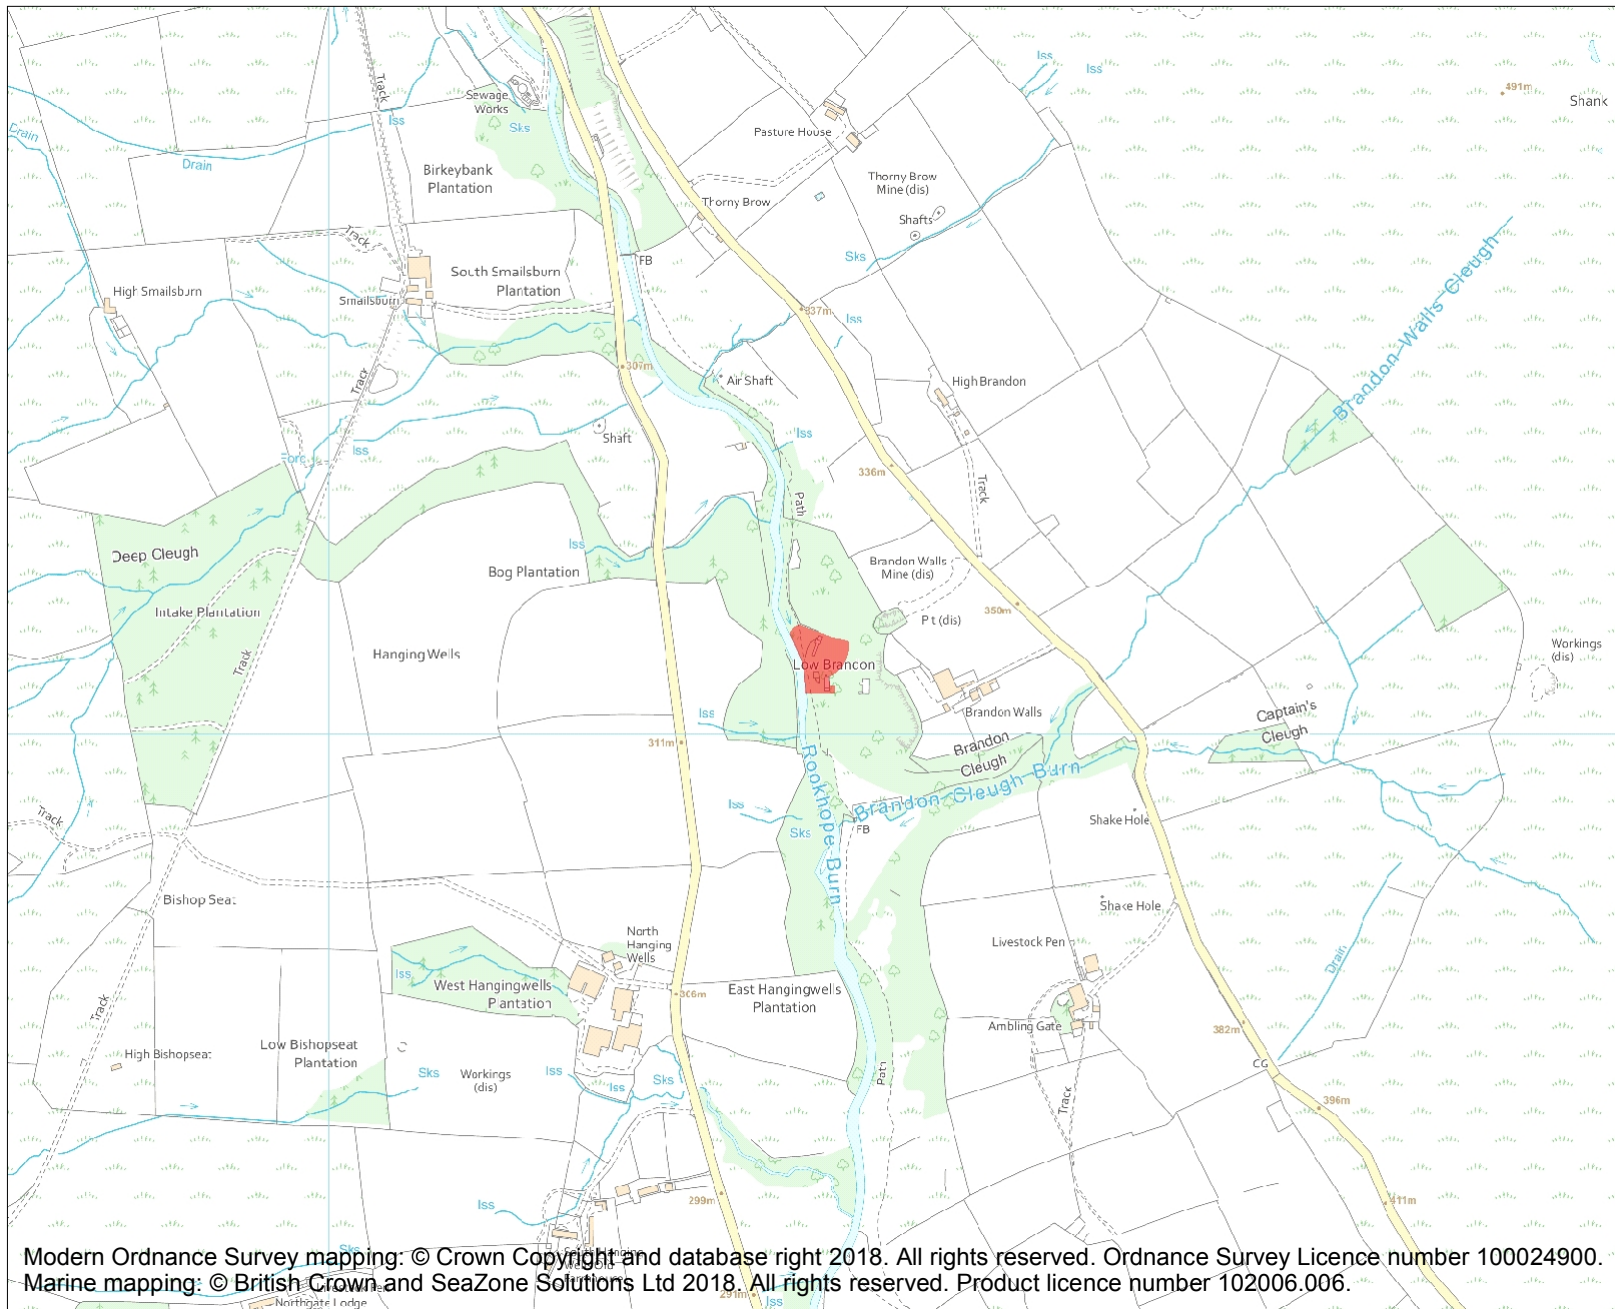 Iss
Iss
491m
Shank
Track
Sewage
Works
Sks
Iss
Drain
Drain
Pasture House
Birkeybank
Plantation
Thorny Brow
Mine (dis)
Thorny Brow
Shafts
Track
Sks
FB
South Smailsburn
Plantation
High Smailsburn
Smailsburn
337m
Iss
Brandon Walls Cleugh
307m
Track
Air Shaft
High Brandon
Shaft
Iss
Iss
336m
Track
Path
Deep Cleugh
Iss
Bog Plantation
Brandon Walls
Mine (dis)
350m
Intake Plantation
Track
Hanging Wells
Workings
(dis)
Brandon Walls
Iss
311m
Brandon
Cleugh
Captain's
Cleugh
Rookhope Burn
Brandon Cleugh Burn
Iss
Sks
FB
Shake Hole
Track
Bishop Seat
Shake Hole
North
Hanging
Wells
Livestock Pen
Iss
West Hangingwells
Plantation
306m
East Hangingwells
Plantation
Drain
Track
Ambling Gate
382m
High Bishopseat
Low Bishopseat
Plantation
Workings
(dis)
Sks
Iss
Iss
Sks
Path
CG
Track
396m
299m
Iss
411m
Sks
Modern Ordnance Survey mapping: © Crown Copyright and database right 2018. All rights reserved. Ordnance Survey Licence number 100024900.
Marine mapping: © British Crown and SeaZone Solutions Ltd 2018. All rights reserved. Product licence number 102006.006.
Northgate Lodge
291m
Iss